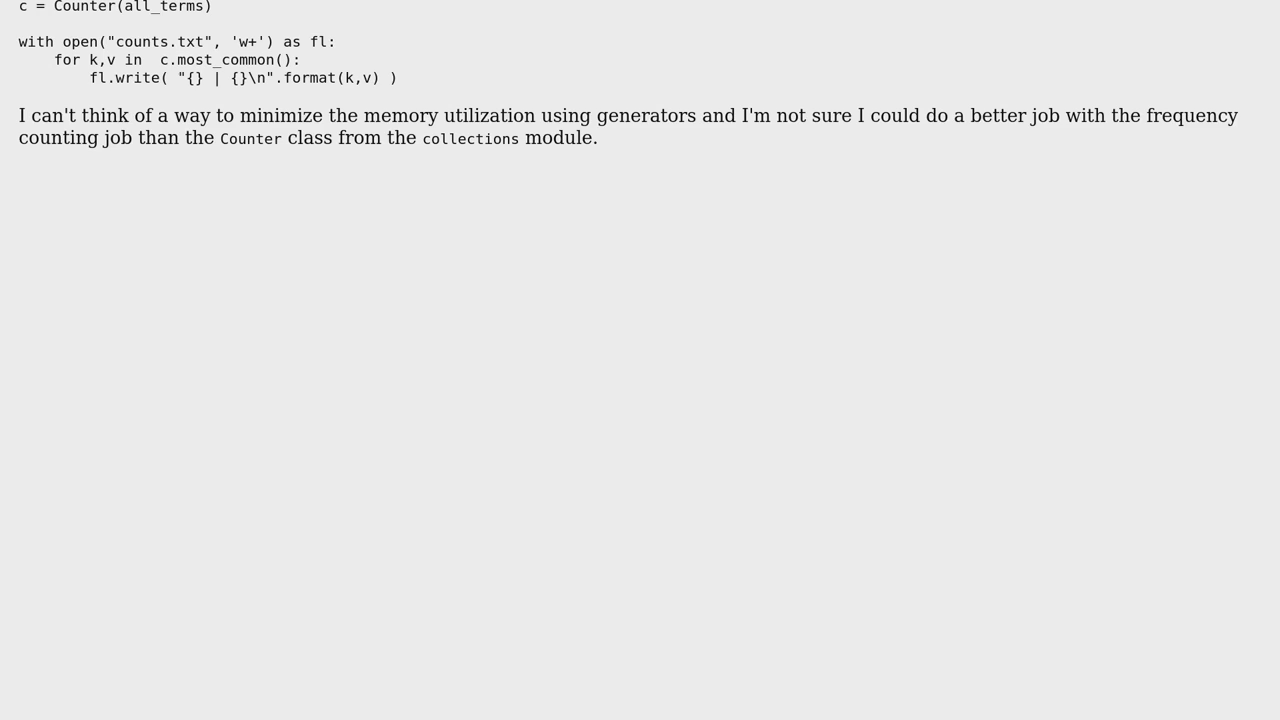 c = Counter(all_terms)
with open("counts.txt", 'w+') as fl:
    for k,v in  c.most_common():
        fl.write( "{} | {}\n".format(k,v) )
I can't think of a way to minimize the memory utilization using generators and I'm not sure I could do a better job with the frequency
counting job than the Counter class from the collections module.